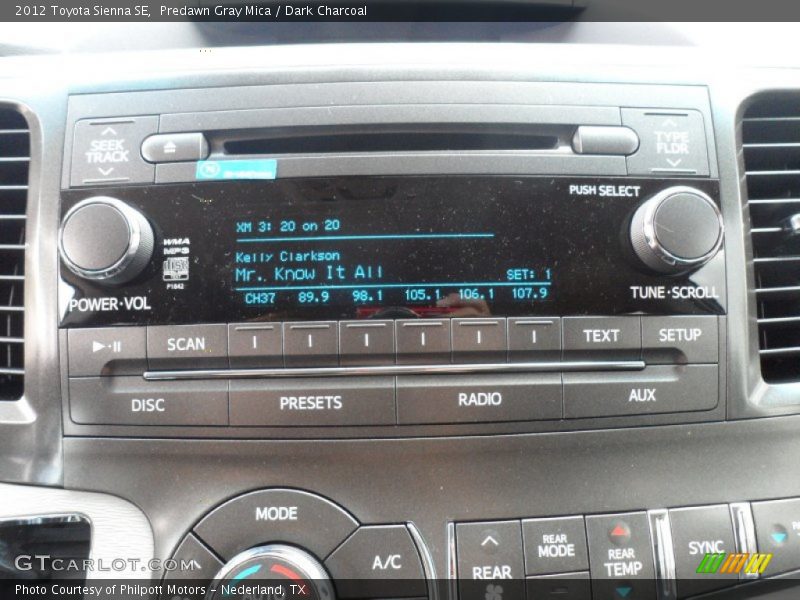 2012 Toyota Sienna SE,  Predawn Gray Mica / Dark Charcoal
SEEK
TRACK
TYPE
FLDR
PUSH SELECT
XM 3: 20 on 20
WMA
MP3
Kelly Clarkson
Mr. Know It All
SET: 1
CH37 89.9 98.1 105.1 106.1 107.9
P1842
POWER·VOL
TUNE·SCROLL
SCAN
TEXT
SETUP
DISC
PRESETS
RADIO
AUX
MODE
A/C
REAR
REAR
MODE
REAR
TEMP
SYNC
GTCarLot.com
Photo Courtesy of Philpott Motors - Nederland, TX